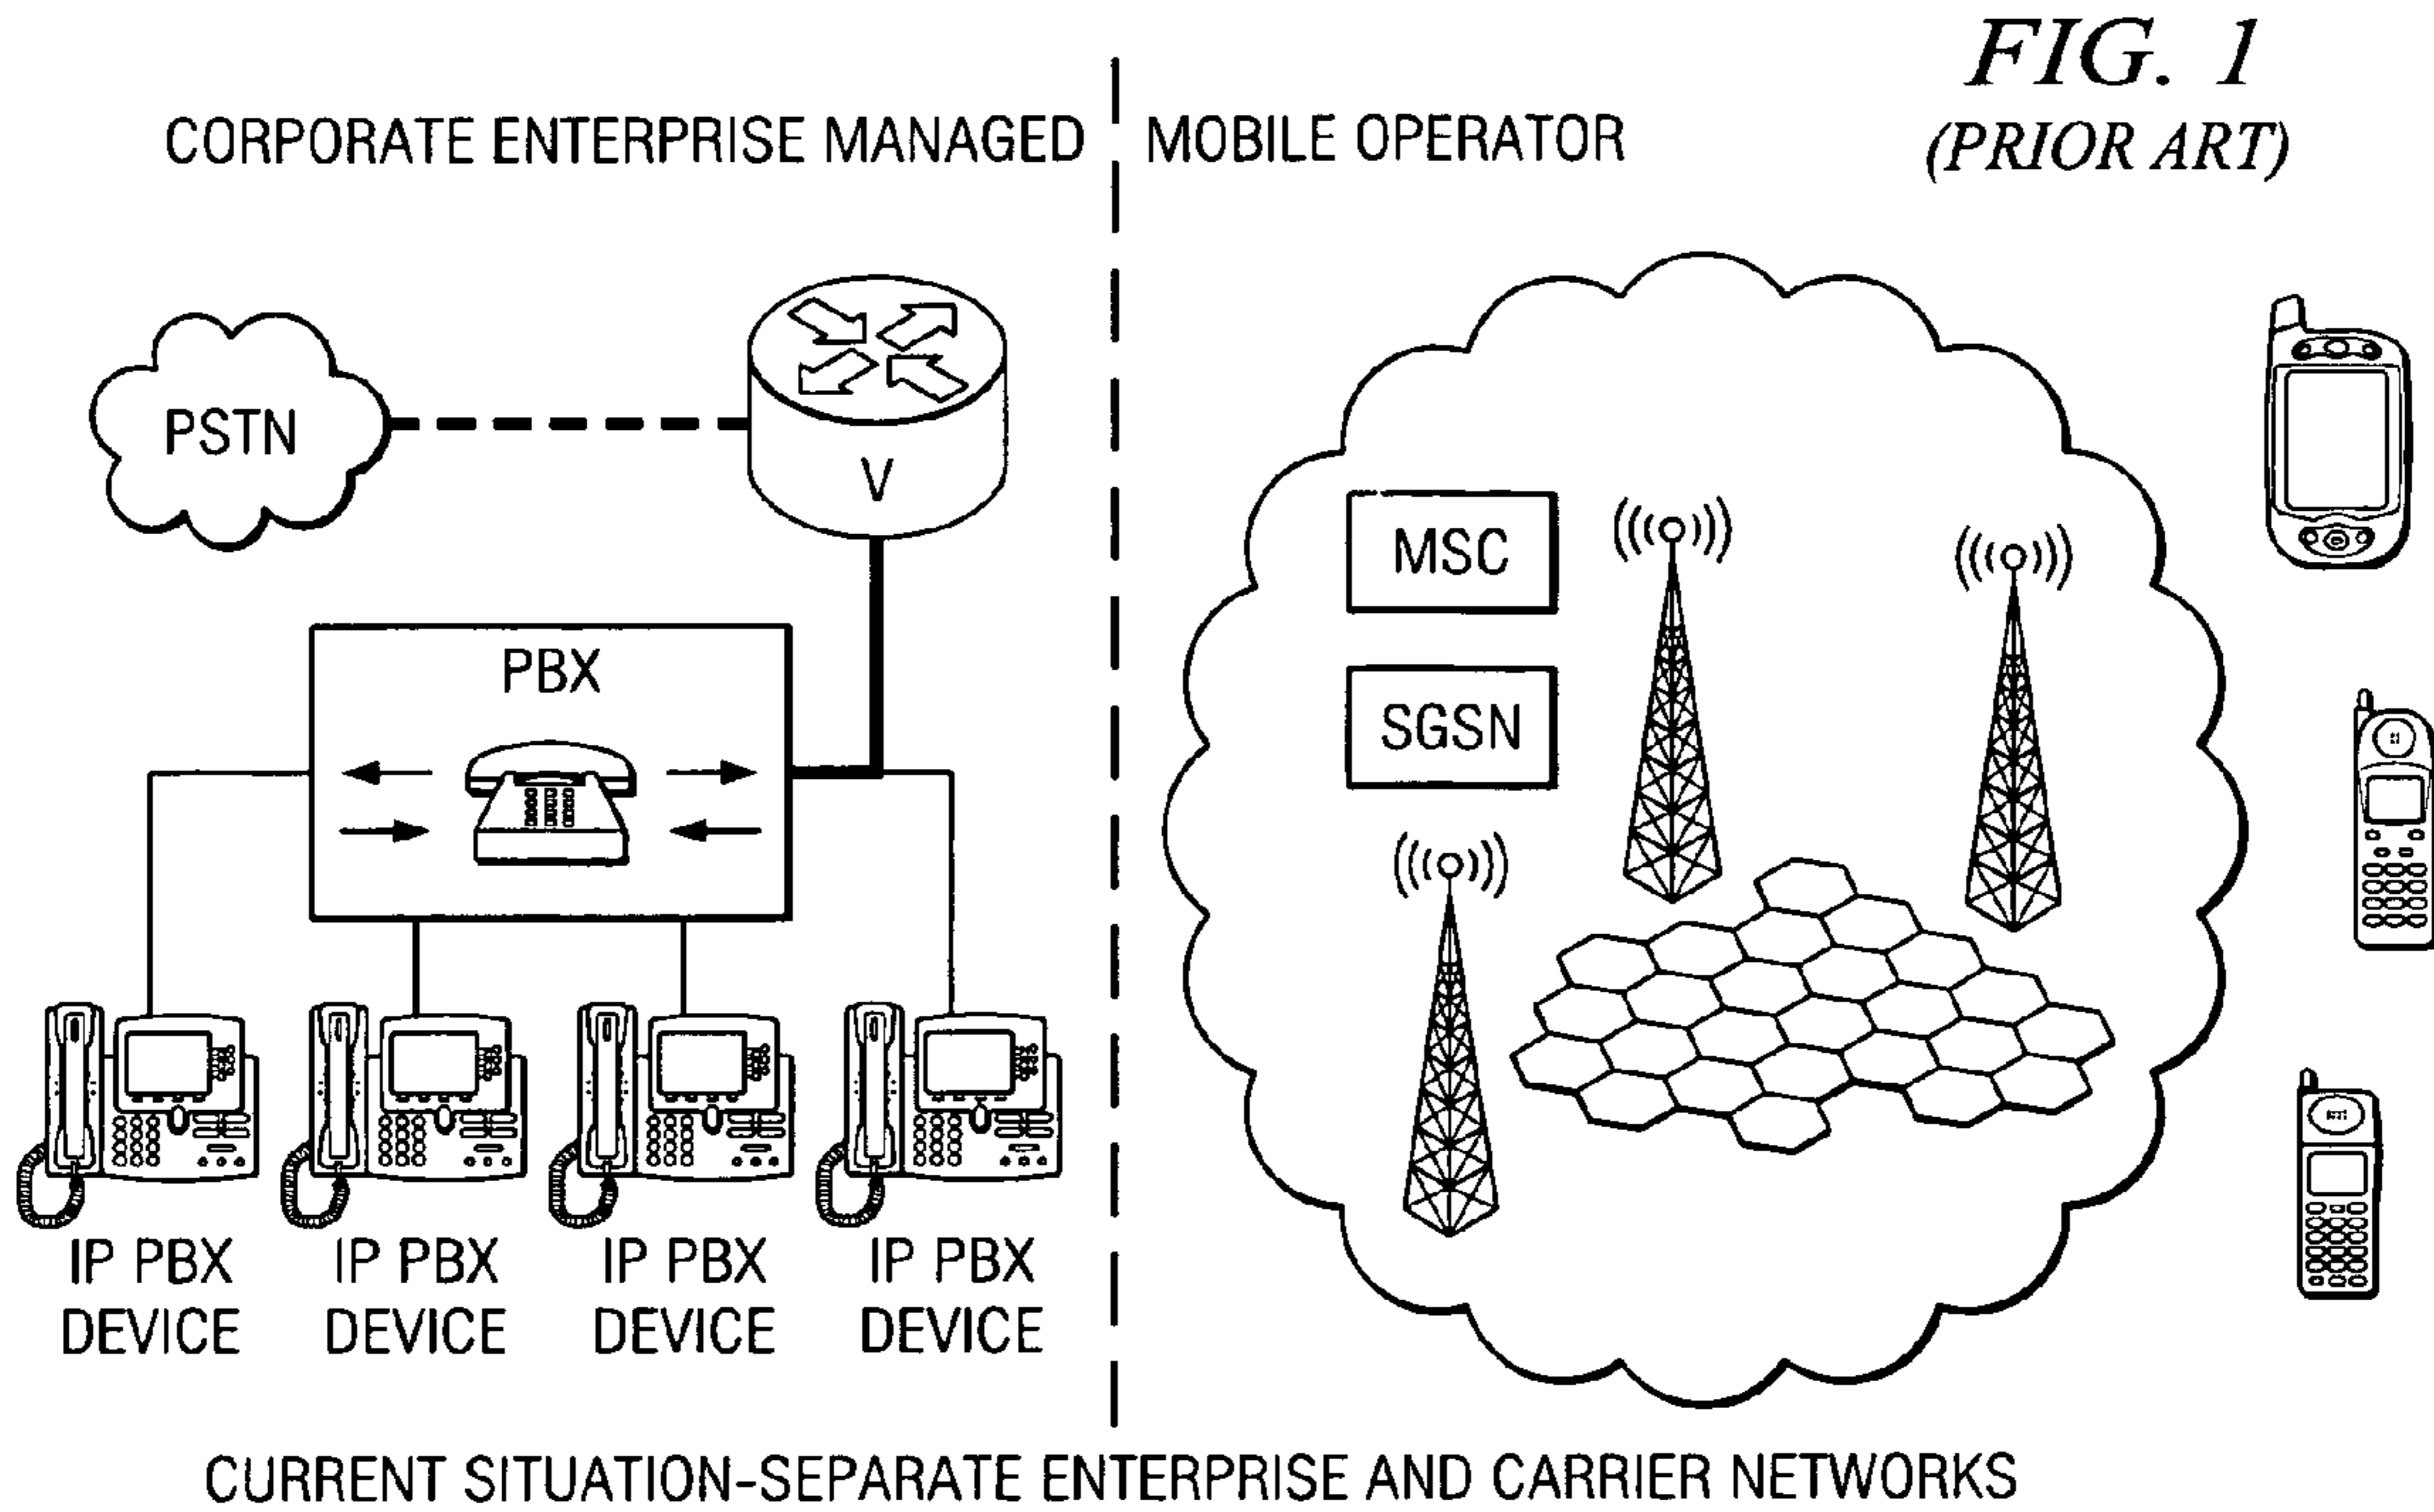 FIG. 1
(PRIOR ART)
CORPORATE ENTERPRISE MANAGED
MOBILE OPERATOR
PSTN
V
MSC
SGSN
PBX
IP PBX
DEVICE
IP PBX
DEVICE
IP PBX
DEVICE
IP PBX
DEVICE
CURRENT SITUATION-SEPARATE ENTERPRISE AND CARRIER NETWORKS